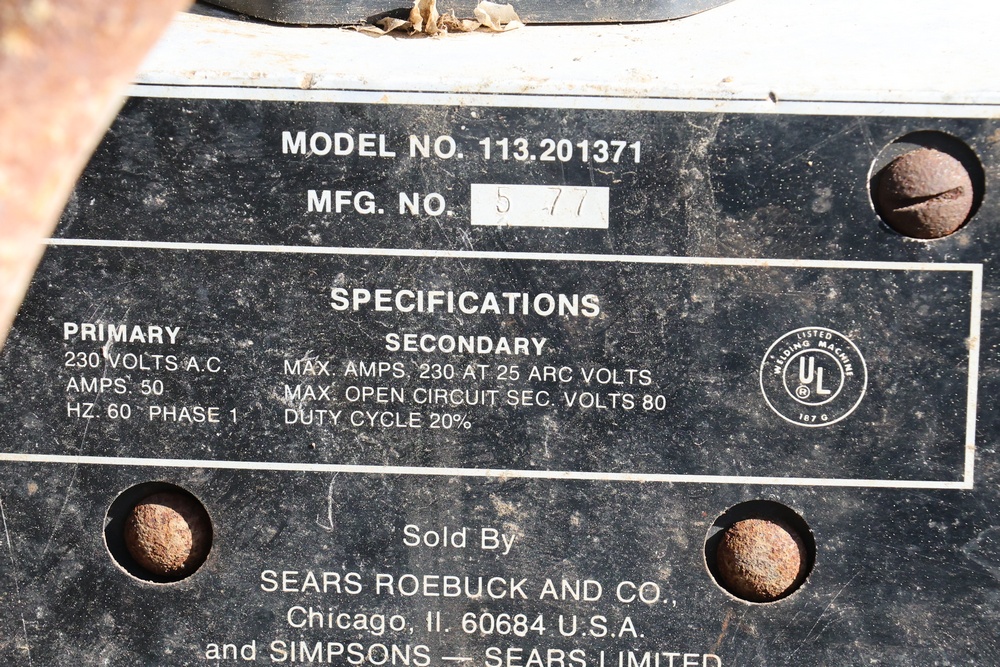 MODEL NO. 113.201371
MFG. NO. 5 77
SPECIFICATIONS
PRIMARY
230 VOLTS A.C.
AMPS. 50
HZ. 60 PHASE 1
SECONDARY
MAX. AMPS. 230 AT 25 ARC VOLTS
MAX. OPEN CIRCUIT SEC. VOLTS 80
DUTY CYCLE 20%
LISTED
WELDING MACHINE
UL
®
187 G
Sold By
SEARS ROEBUCK AND CO.,
Chicago, Il. 60684 U.S.A.
and SIMPSONS — SEARS LIMITED